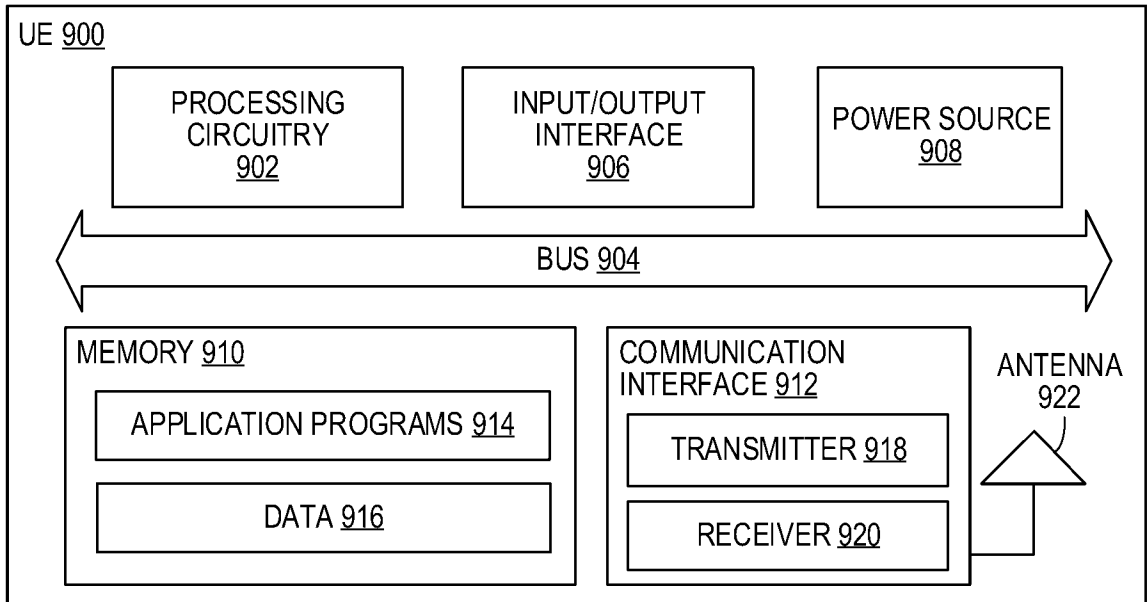 UE 900
PROCESSING
CIRCUITRY
902
INPUT/OUTPUT
INTERFACE
906
POWER SOURCE
908
BUS 904
MEMORY 910
APPLICATION PROGRAMS 914
DATA 916
COMMUNICATION
INTERFACE 912
TRANSMITTER 918
RECEIVER 920
ANTENNA
922